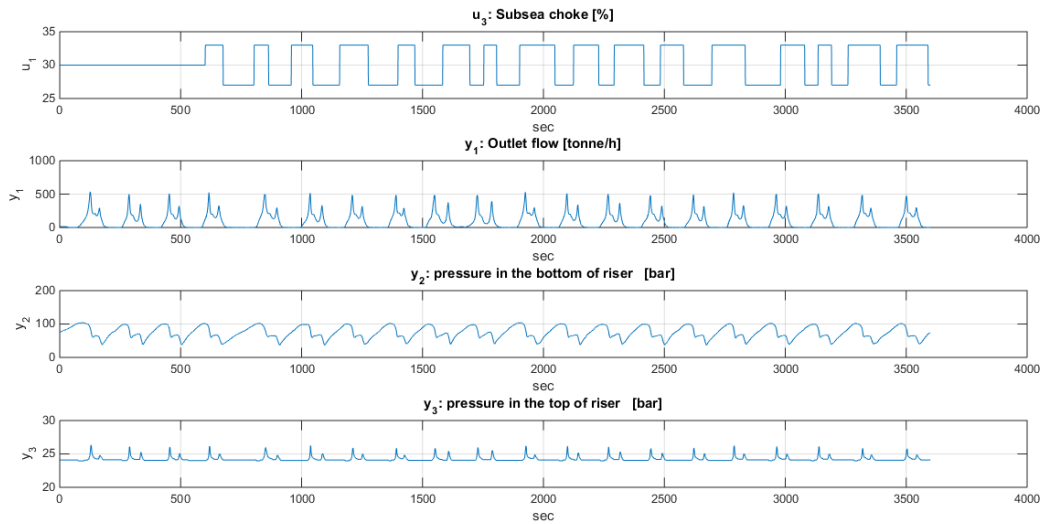 u3: Subsea choke [%]
35
30
25
u1
0 500 1000 1500 2000 2500 3000 3500 4000
sec
y1: Outlet flow [tonne/h]
1000
500
0
y1
0 500 1000 1500 2000 2500 3000 3500 4000
sec
y2: pressure in the bottom of riser [bar]
200
100
0
y2
0 500 1000 1500 2000 2500 3000 3500 4000
sec
y3: pressure in the top of riser [bar]
30
25
20
y3
0 500 1000 1500 2000 2500 3000 3500 4000
sec